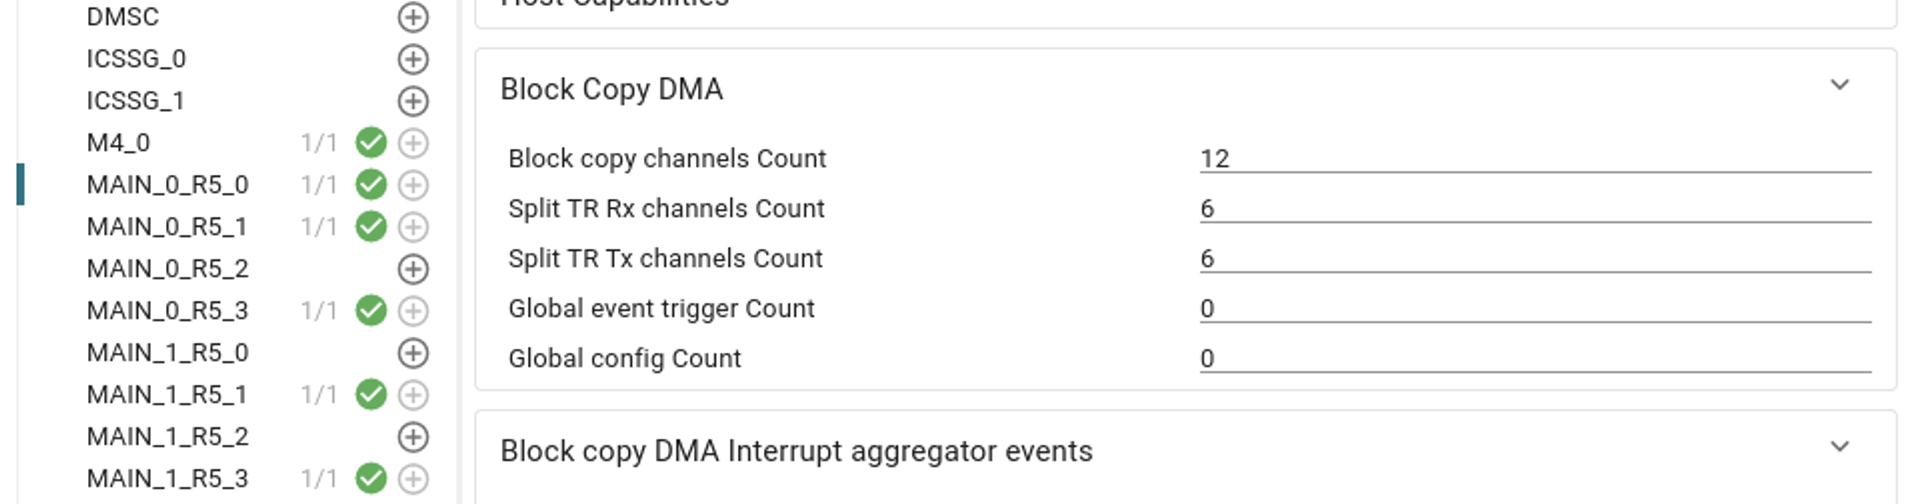 DMSC
ICSSG_0
ICSSG_1
M4_0 1/1
MAIN_0_R5_0 1/1
MAIN_0_R5_1 1/1
MAIN_0_R5_2
MAIN_0_R5_3 1/1
MAIN_1_R5_0
MAIN_1_R5_1 1/1
MAIN_1_R5_2
MAIN_1_R5_3 1/1
Host Capabilities
Block Copy DMA
Block copy channels Count 12
Split TR Rx channels Count 6
Split TR Tx channels Count 6
Global event trigger Count 0
Global config Count 0
Block copy DMA Interrupt aggregator events